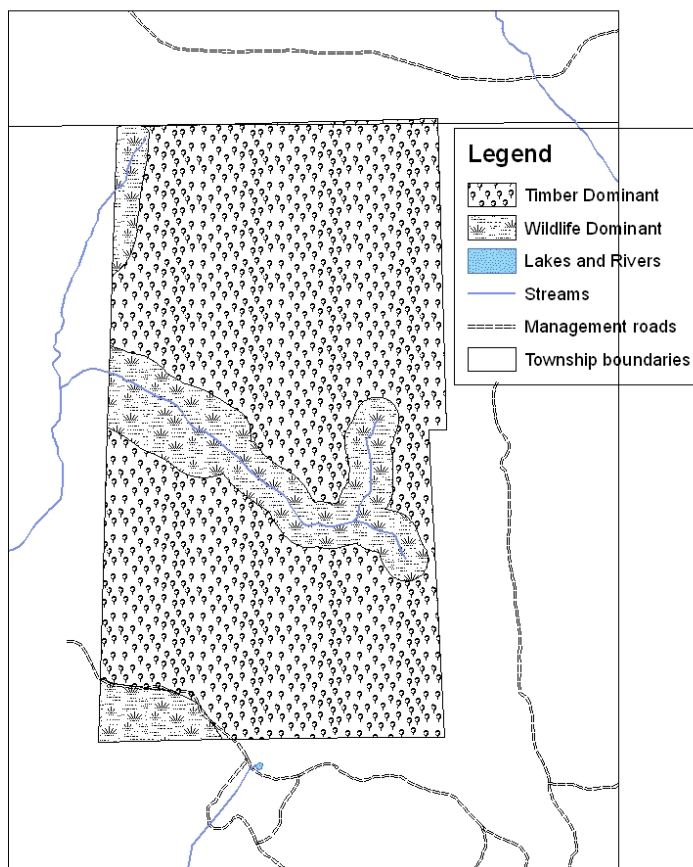 Legend
Timber Dominant
Wildlife Dominant
Lakes and Rivers
Streams
Management roads
Township boundaries